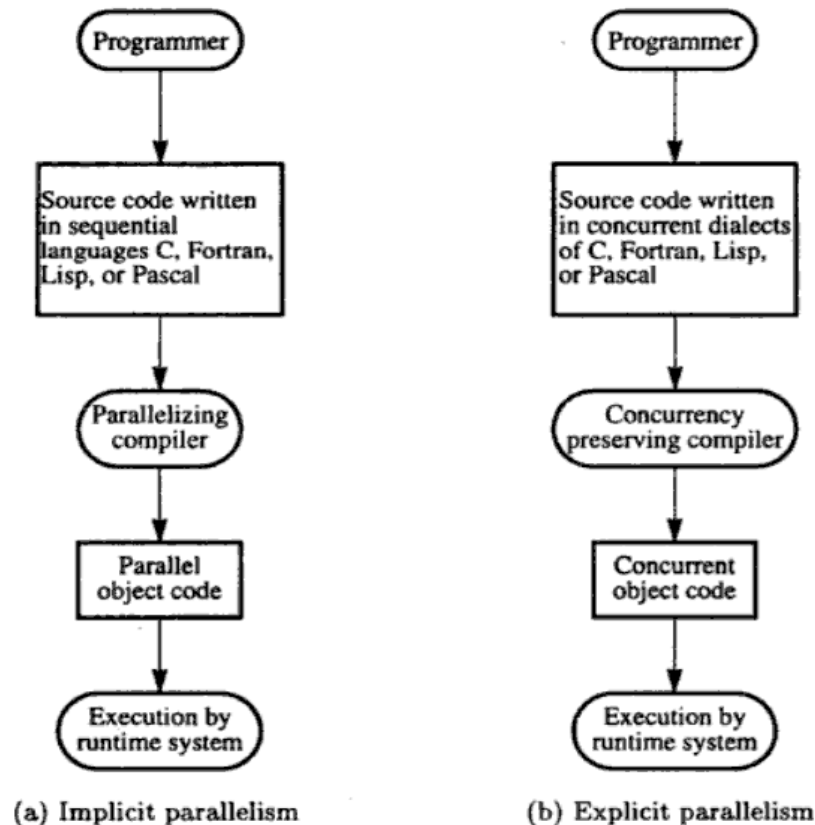 Programmer
Source code written
in sequential
languages C, Fortran,
Lisp, or Pascal
Parallelizing
compiler
Parallel
object code
Execution by
runtime system
(a) Implicit parallelism
Programmer
Source code written
in concurrent dialects
of C, Fortran, Lisp,
or Pascal
Concurrency
preserving compiler
Concurrent
object code
Execution by
runtime system
(b) Explicit parallelism